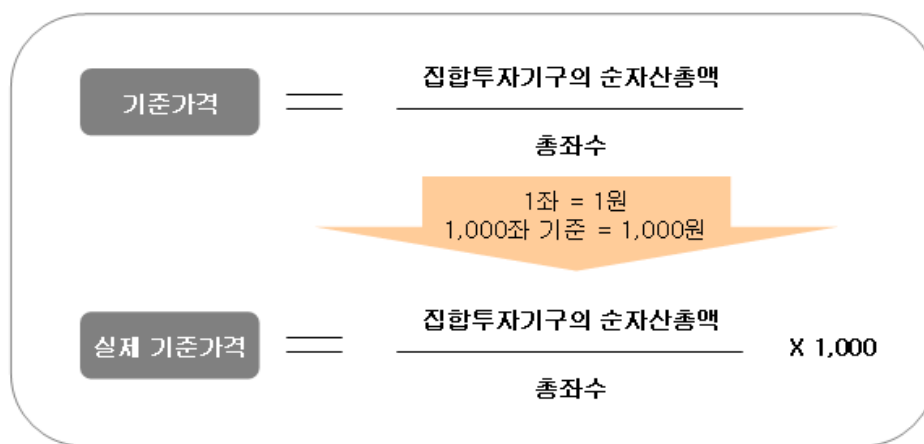 집합투자기구의 순자산총액
기준가격
총좌수
1좌 = 1원
1,000좌 기준 = 1,000원
집합투자기구의 순자산총액
실제 기준가격
X 1,000
총좌수